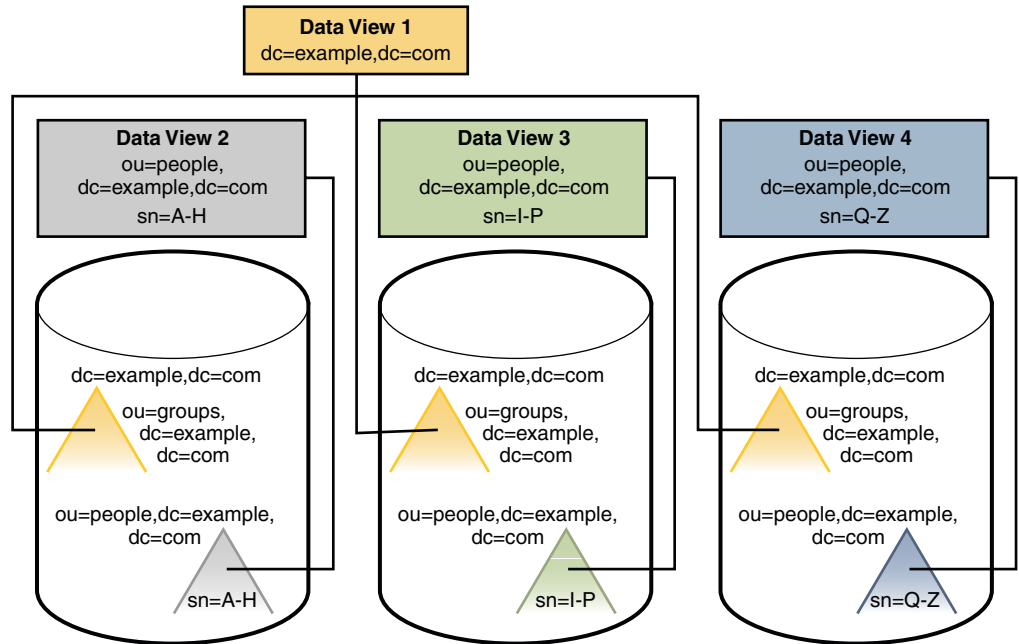 Data View 1
dc=example,dc=com
Data View 2
ou=people,
dc=example,dc=com
sn=A-H
Data View 3
ou=people,
dc=example,dc=com
sn=I-P
Data View 4
ou=people,
dc=example,dc=com
sn=Q-Z
dc=example,dc=com
ou=groups,
dc=example,
dc=com
ou=people,dc=example,
dc=com
sn=A-H
dc=example,dc=com
ou=groups,
dc=example,
dc=com
ou=people,dc=example,
dc=com
sn=I-P
dc=example,dc=com
ou=groups,
dc=example,
dc=com
ou=people,dc=example,
dc=com
sn=Q-Z